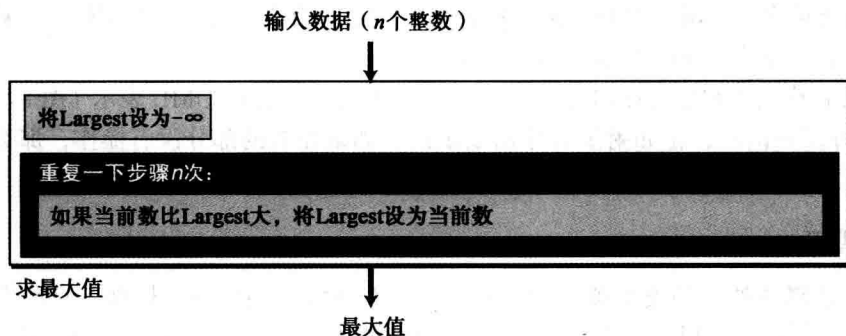 输入数据（n个整数）
将Largest设为-∞
重复一下步骤n次：
如果当前数比Largest大，将Largest设为当前数
求最大值
最大值